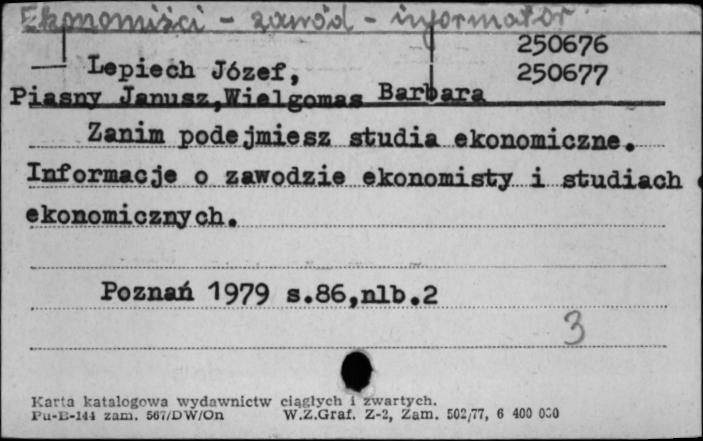 Ekonomiści - zawód - informator
250676
— Lepiech Józef,
250677
Piasny Janusz, Wielgomas Barbara
Zanim podejmiesz studia ekonomiczne.
Informacje o zawodzie ekonomisty i studiach
ekonomicznych.
Poznań 1979 s.86,nlb.2
3
Karta katalogowa wydawnictw ciągłych i zwartych.
Pu-B-144 zam. 567/DW/On W.Z.Graf. Z-2, Zam. 502/77, 6 400 000